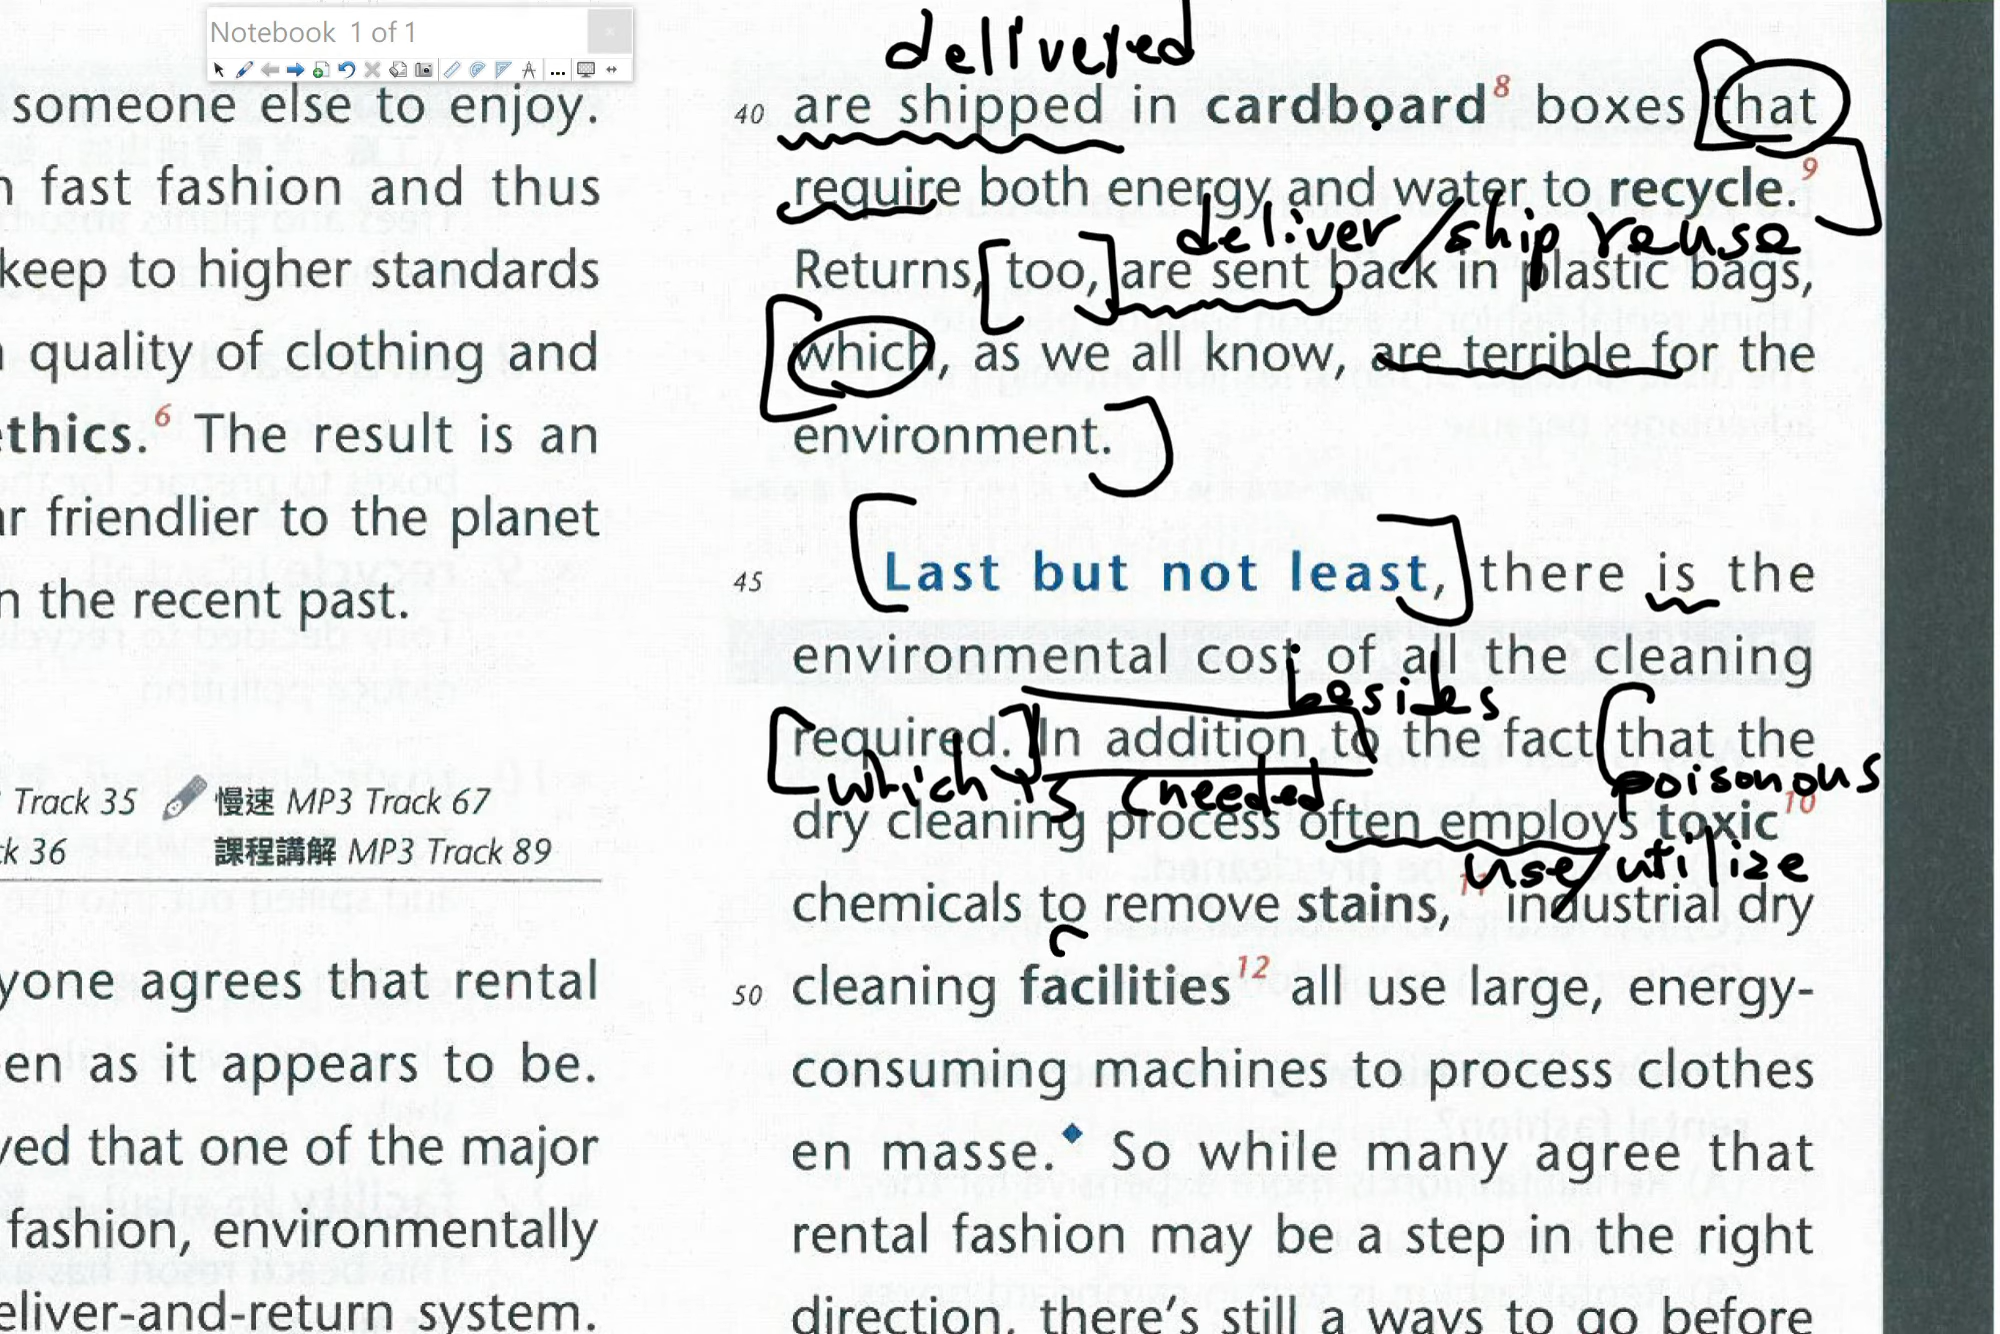 Notebook 1 of 1
someone else to enjoy.
fast fashion and thus
keep to higher standards
quality of clothing and
ethics. 6 The result is an
friendlier to the planet
the recent past.
Track 35 慢速 MP3 Track 67
36 課程講解 MP3 Track 89
agrees that rental
as it appears to be.
that one of the major
fashion, environmentally
system.
delivered
40 are shipped in cardboard 8 boxes that
require both energy and water to recycle. 9
deliver / ship reuse
Returns, too, are sent back in plastic bags,
which, as we all know, are terrible for the
environment.
45 Last but not least, there is the
environmental cost of all the cleaning
besides
required. In addition to the fact that the
which is (needed poisonous
dry cleaning process often employs toxic 10
use / utilize
chemicals to remove stains, 11 industrial dry
50 cleaning facilities 12 all use large, energy-
consuming machines to process clothes
en masse. So while many agree that
rental fashion may be a step in the right
direction, there's still a ways to go before